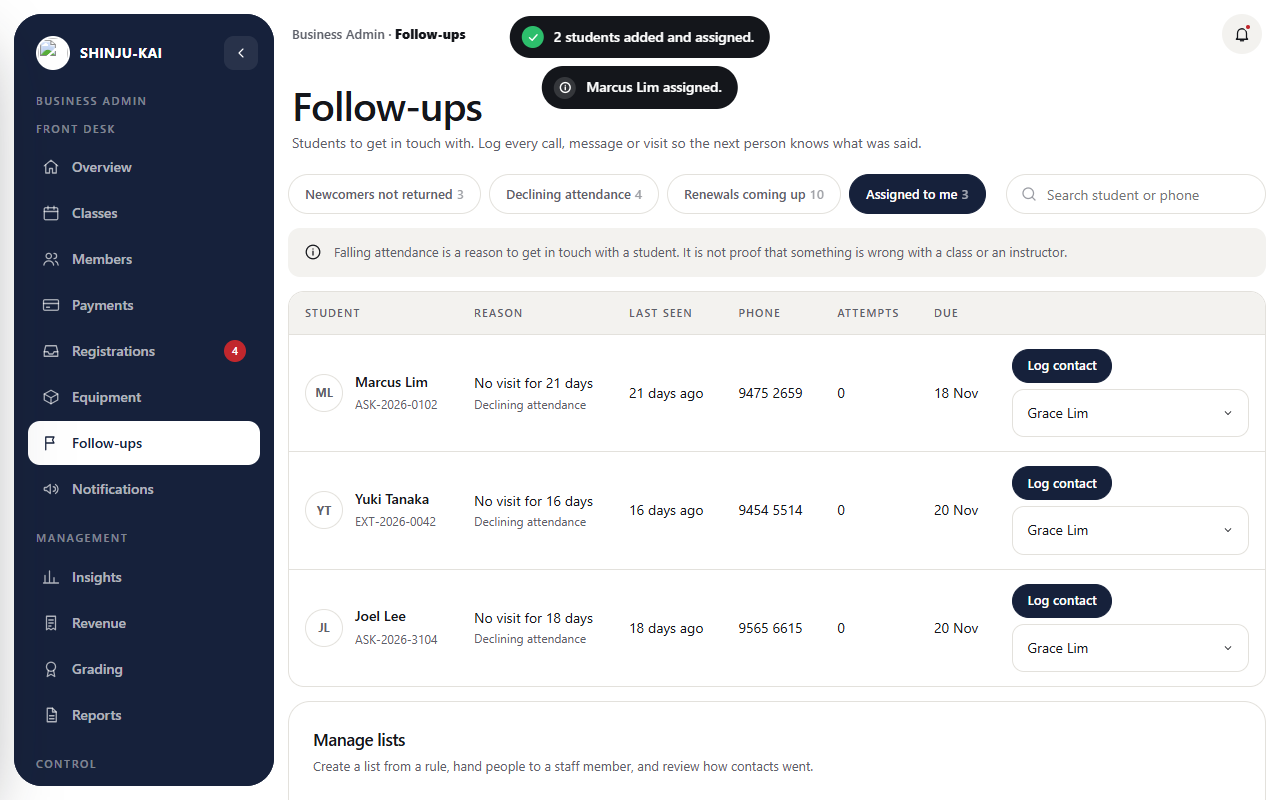 SHINJU-KAI
BUSINESS ADMIN
FRONT DESK
Overview
Classes
Members
Payments
Registrations 4
Equipment
Follow-ups
Notifications
MANAGEMENT
Insights
Revenue
Grading
Reports
CONTROL
Business Admin · Follow-ups
2 students added and assigned.
Marcus Lim assigned.
Follow-ups
Students to get in touch with. Log every call, message or visit so the next person knows what was said.
Newcomers not returned 3 Declining attendance 4 Renewals coming up 10 Assigned to me 3 Search student or phone
Falling attendance is a reason to get in touch with a student. It is not proof that something is wrong with a class or an instructor.
STUDENT REASON LAST SEEN PHONE ATTEMPTS DUE
Log contact
ML Marcus Lim No visit for 21 days 21 days ago 9475 2659 0 18 Nov
ASK-2026-0102 Declining attendance
Grace Lim
Log contact
YT Yuki Tanaka No visit for 16 days 16 days ago 9454 5514 0 20 Nov
EXT-2026-0042 Declining attendance
Grace Lim
Log contact
JL Joel Lee No visit for 18 days 18 days ago 9565 6615 0 20 Nov
ASK-2026-3104 Declining attendance
Grace Lim
Manage lists
Create a list from a rule, hand people to a staff member, and review how contacts went.